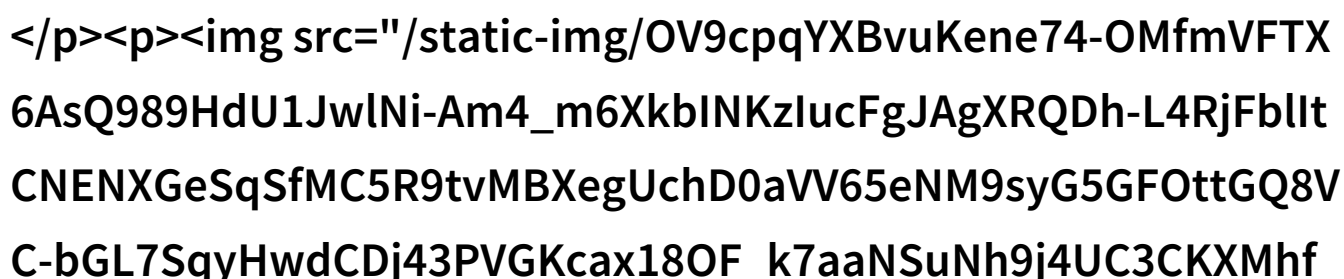 </p><p><img src="/static-img/OV9cpqYXBvuKene74-OMfmVFTX
6AsQ989HdU1JwlNi-Am4_m6XkbINKzIucFgJAgXRQDh-L4RjFblIt
CNENXGeSqSfMC5R9tvMBXegUchD0aVV65eNM9syG5GFOttGQ8V
C-bGL7SqyHwdCDj43PVGKcax18OF_k7aaNSuNh9j4UC3CKXMhf